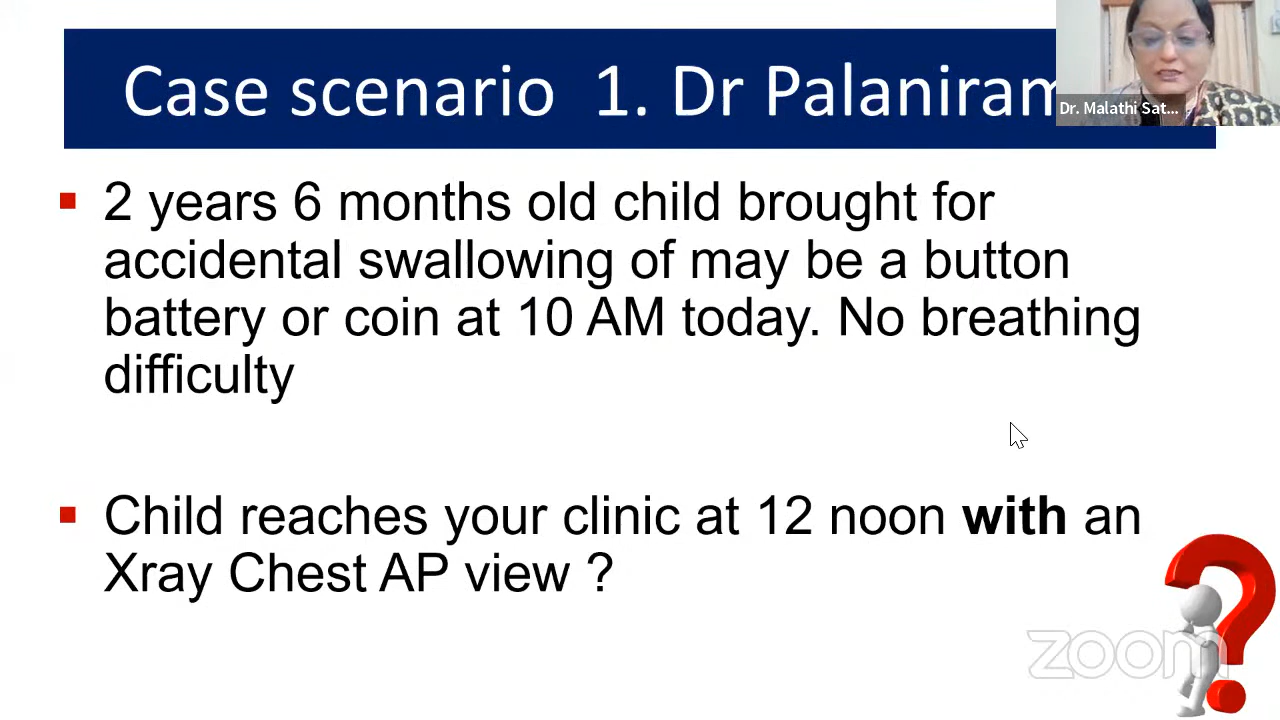 Case scenario 1. Dr Palaniram
Dr. Malathi Sat...
2 years 6 months old child brought for
accidental swallowing of may be a button
battery or coin at 10 AM today. No breathing
difficulty
Child reaches your clinic at 12 noon with an
Xray Chest AP view ?
zoom